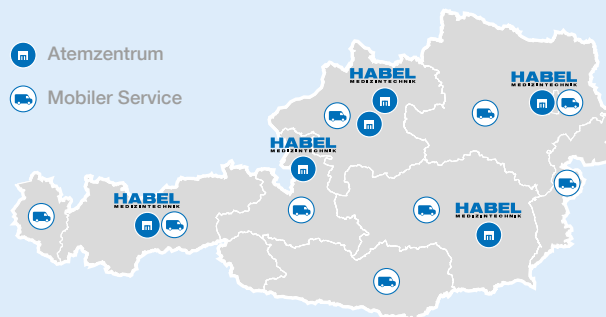 Atemzentrum
Mobiler Service
HABEL
MEDIZINTECHNIK
HABEL
MEDIZINTECHNIK
HABEL
MEDIZINTECHNIK
HABEL
MEDIZINTECHNIK
HABEL
MEDIZINTECHNIK